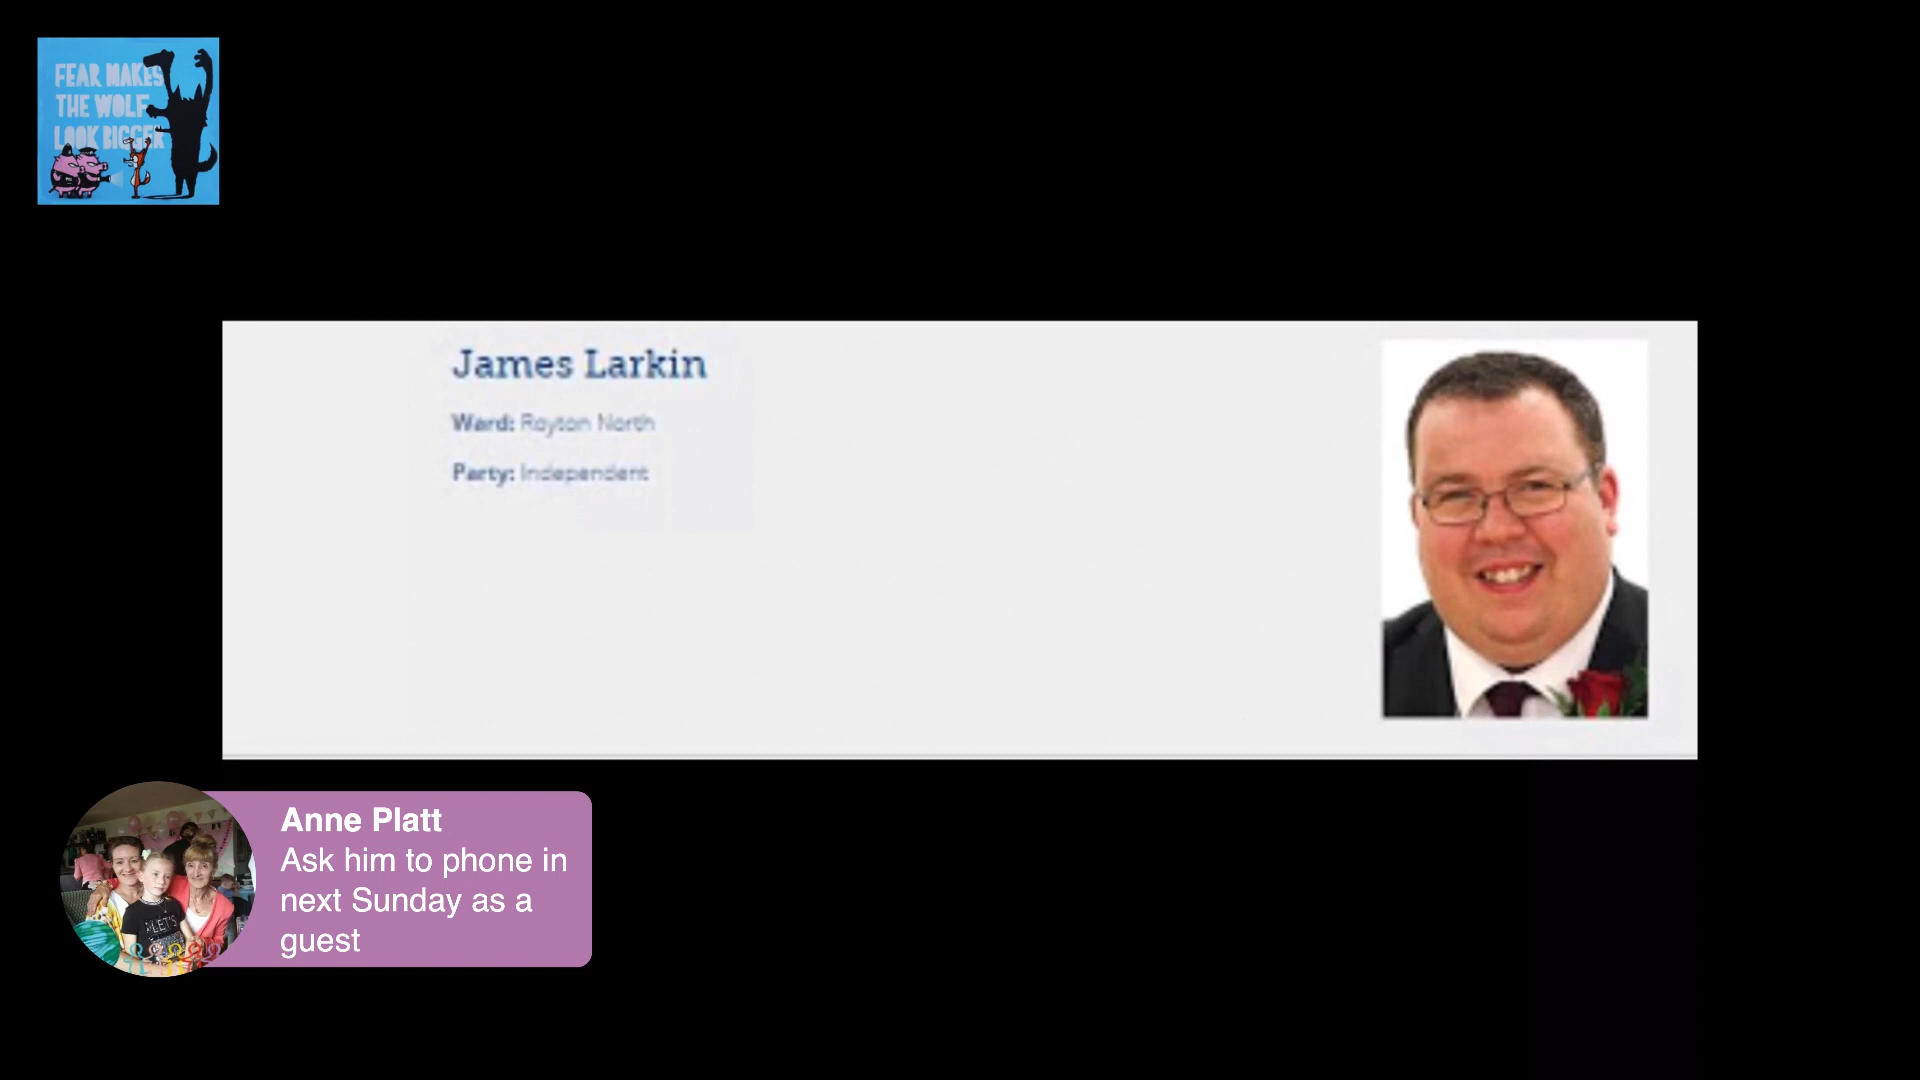 FEAR MAKES
THE WOLF
LOOK BIGGER
James Larkin
Ward: Royton North
Party: Independent
Anne Platt
Ask him to phone in
next Sunday as a
guest
LET'S